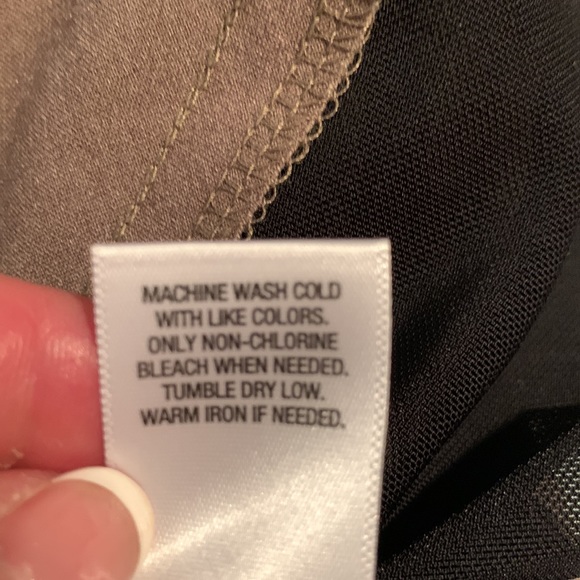 MACHINE WASH COLD
WITH LIKE COLORS.
ONLY NON-CHLORINE
BLEACH WHEN NEEDED.
TUMBLE DRY LOW.
WARM IRON IF NEEDED.